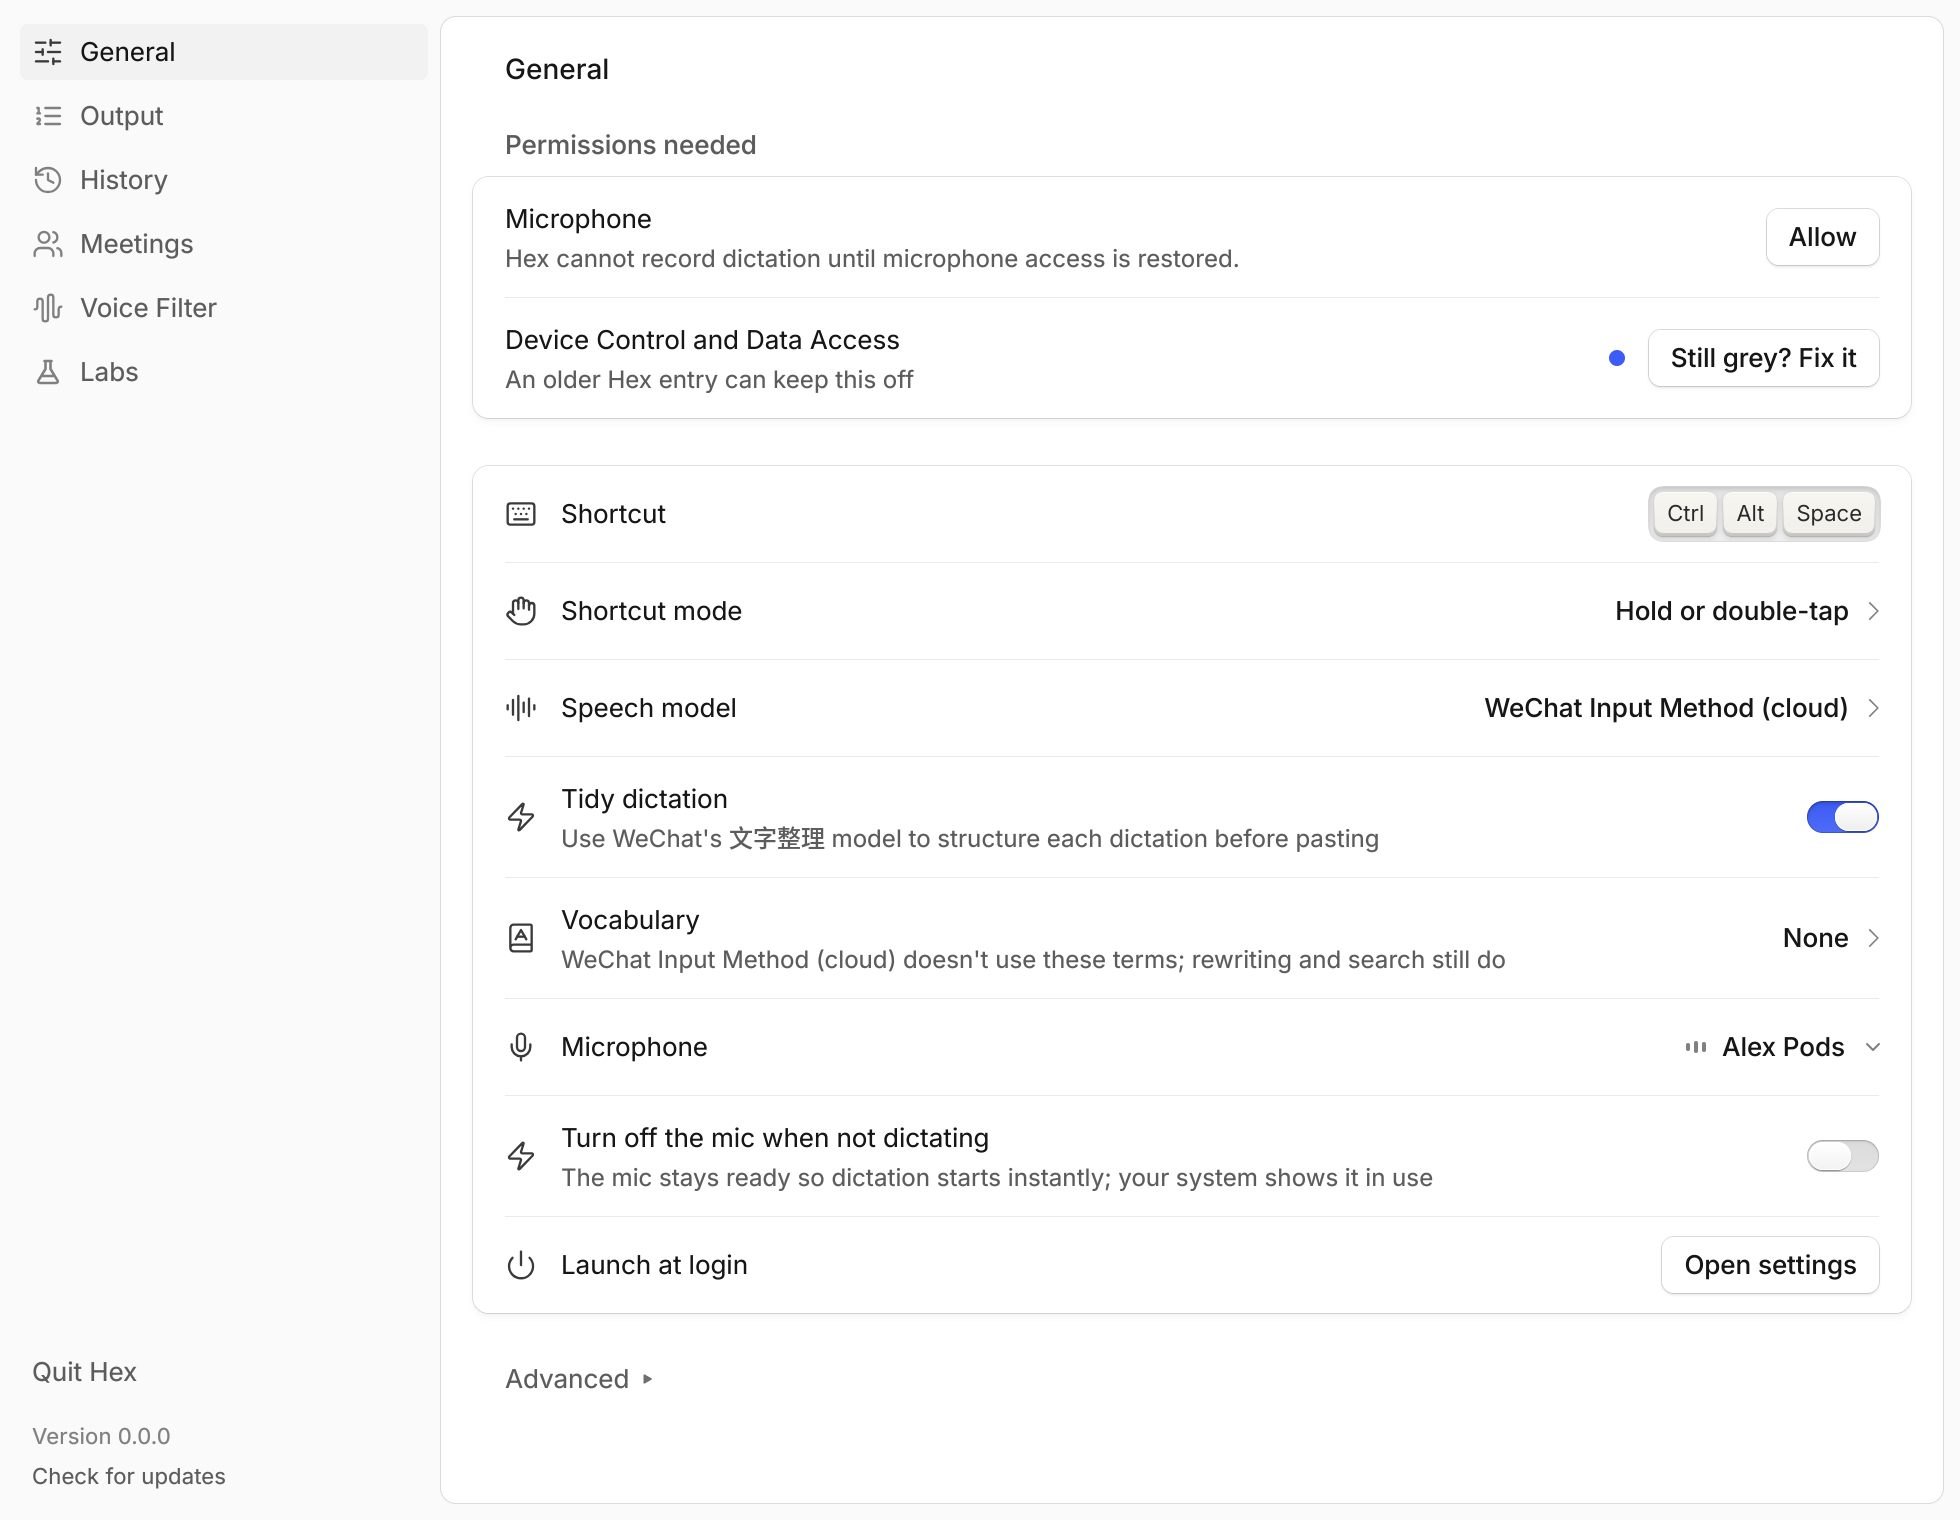 General
Output
History
Meetings
Voice Filter
Labs
Quit Hex
Version 0.0.0
Check for updates
General
Permissions needed
Microphone
Hex cannot record dictation until microphone access is restored.
Allow
Device Control and Data Access
An older Hex entry can keep this off
Still grey? Fix it
Shortcut
Ctrl Alt Space
Shortcut mode
Hold or double-tap
Speech model
WeChat Input Method (cloud)
Tidy dictation
Use WeChat's 文字整理 model to structure each dictation before pasting
Vocabulary
WeChat Input Method (cloud) doesn't use these terms; rewriting and search still do
None
Microphone
Alex Pods
Turn off the mic when not dictating
The mic stays ready so dictation starts instantly; your system shows it in use
Launch at login
Open settings
Advanced